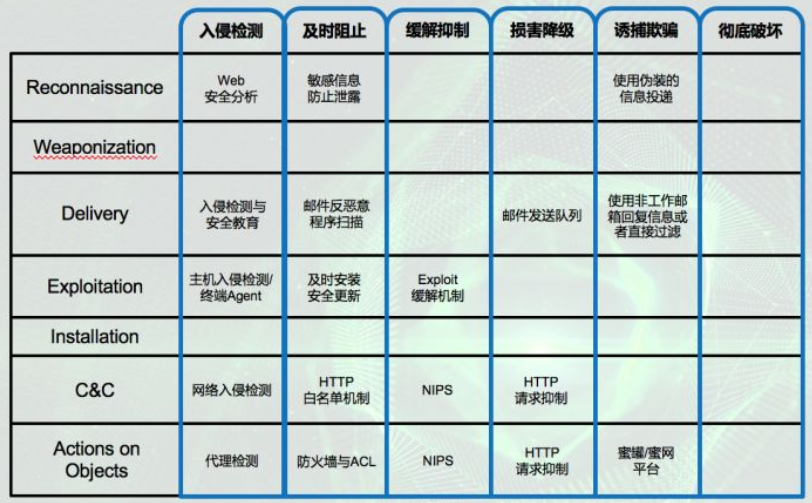 入侵检测 及时阻止 缓解抑制 损害降级 诱捕欺骗 彻底破坏
Reconnaissance
Web
安全分析
敏感信息
防止泄露
使用伪装的
信息投递
Weaponization
Delivery
入侵检测与
安全教育
邮件反恶意
程序扫描
邮件发送队列
使用非工作邮
箱回复信息或
者直接过滤
Exploitation
主机入侵检测/
终端Agent
及时安装
安全更新
Exploit
缓解机制
Installation
C&C
网络入侵检测
HTTP
白名单机制
NIPS
HTTP
请求抑制
Actions on
Objects
代理检测
防火墙与ACL
NIPS
HTTP
请求抑制
蜜罐/蜜网
平台